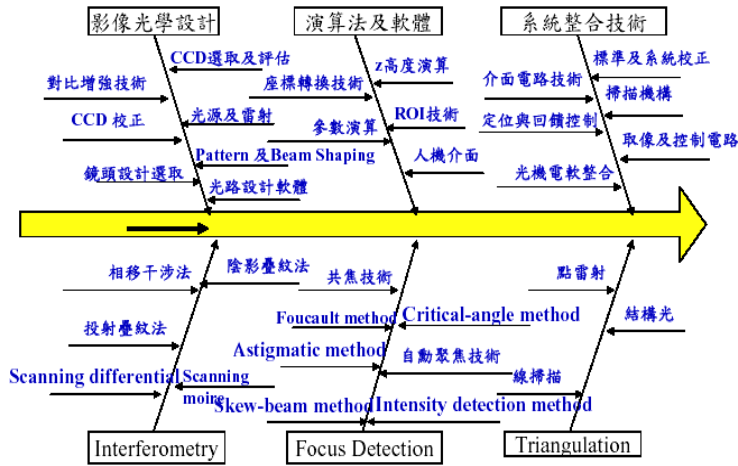 影像光學設計
演算法及軟體
系統整合技術
CCD選取及評估
對比增強技術
光源及雷射
CCD 校正
Pattern 及Beam Shaping
鏡頭設計選取
光路設計軟體
z高度演算
座標轉換技術
ROI技術
參數演算
人機介面
標準及系統校正
介面電路技術
掃描機構
定位與回饋控制
取像及控制電路
光機電軟整合
陰影疊紋法
相移干涉法
投射疊紋法
Scanning differential
Scanning
moire
共焦技術
Foucault method
Critical-angle method
Astigmatic method
自動聚焦技術
Skew-beam method
Intensity detection method
點雷射
結構光
線掃描
Interferometry
Focus Detection
Triangulation